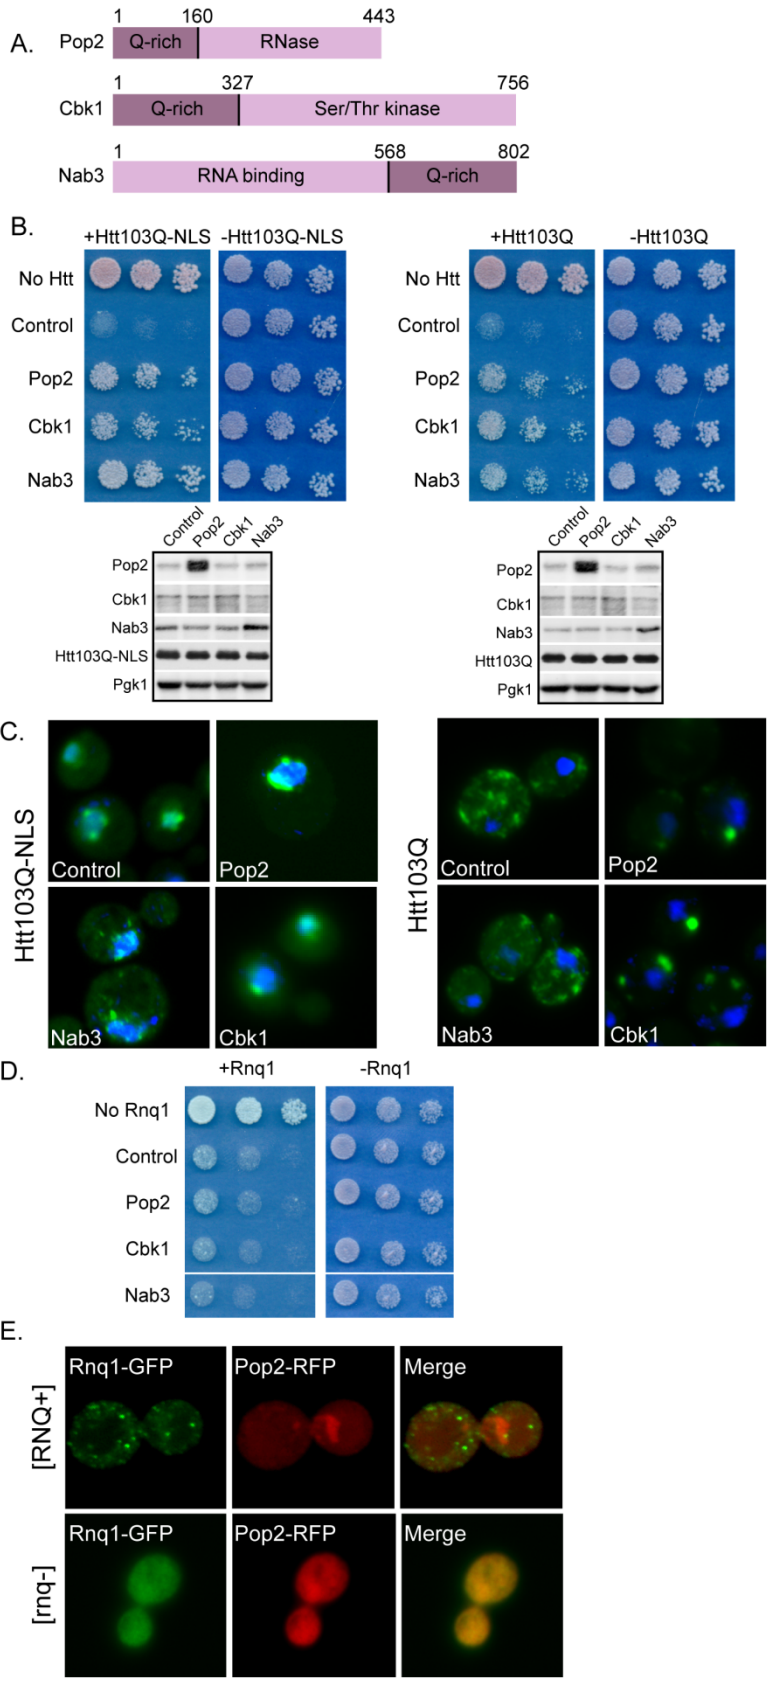 A.
1 160 443
Pop2 Q-rich RNase
1 327 756
Cbk1 Q-rich Ser/Thr kinase
1 568 802
Nab3 RNA binding Q-rich
B.
+Htt103Q-NLS -Htt103Q-NLS
No Htt
Control
Pop2
Cbk1
Nab3
+Htt103Q -Htt103Q
No Htt
Control
Pop2
Cbk1
Nab3
Control Pop2 Cbk1 Nab3
Pop2
Cbk1
Nab3
Htt103Q-NLS
Pgk1
Control Pop2 Cbk1 Nab3
Pop2
Cbk1
Nab3
Htt103Q
Pgk1
C.
Htt103Q-NLS
Control Pop2
Nab3 Cbk1
Htt103Q
Control Pop2
Nab3 Cbk1
D.
+Rnq1 -Rnq1
No Rnq1
Control
Pop2
Cbk1
Nab3
E.
[RNQ+]
Rnq1-GFP Pop2-RFP Merge
[rnq-]
Rnq1-GFP Pop2-RFP Merge